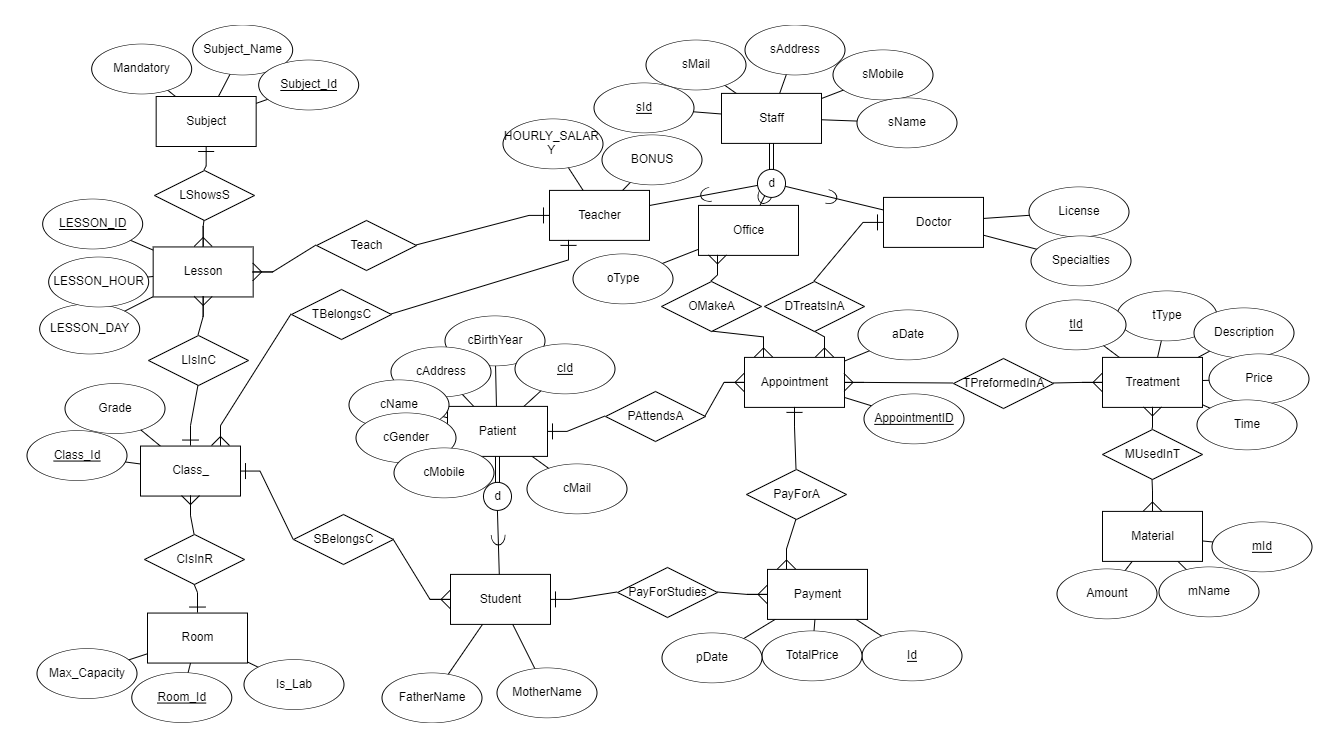 Subject_Name
Mandatory
Subject_Id
Subject
sAddress
sMail
sMobile
sId
Staff
sName
HOURLY_SALAR
Y
BONUS
d
LShowsS
LESSON_ID
Teach
Teacher
Office
Doctor
License
Specialties
Lesson
LESSON_HOUR
LESSON_DAY
oType
TBelongsC
OMakeA
DTreatsInA
cBirthYear
aDate
tId
tType
Description
LIsInC
cAddress
cId
Appointment
TPreformedInA
Treatment
Price
cName
Grade
PAttendsA
AppointmentID
Time
cGender
Patient
Class_Id
Class_
cMobile
cMail
d
PayForA
MUsedInT
SBelongsC
Material
mId
CIsInR
Student
PayForStudies
Payment
Amount
mName
Room
Max_Capacity
Room_Id
Is_Lab
FatherName
MotherName
pDate
TotalPrice
Id